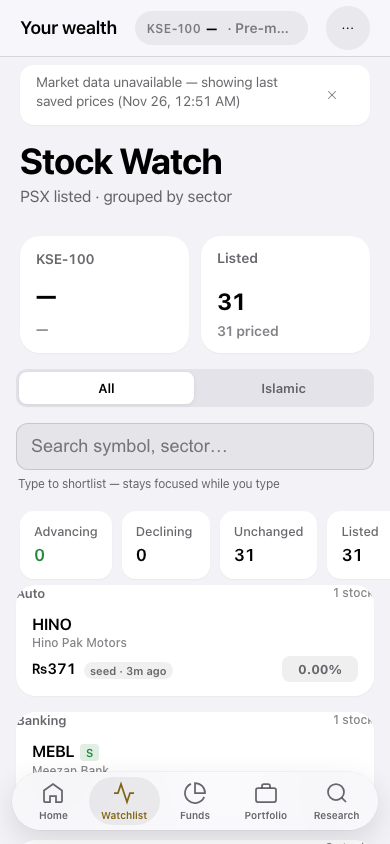 Your wealth
KSE-100 — · Pre-m...
...
Market data unavailable — showing last
saved prices (Nov 26, 12:51 AM)
×
Stock Watch
PSX listed · grouped by sector
KSE-100
—
—
Listed
31
31 priced
All
Islamic
Search symbol, sector...
Type to shortlist — stays focused while you type
Advancing
0
Declining
0
Unchanged
31
Listed
31
Auto
1 stock
HINO
Hino Pak Motors
₨371 seed · 3m ago
0.00%
Banking
1 stock
MEBL S
Meezan Bank
Home
Watchlist
Funds
Portfolio
Research